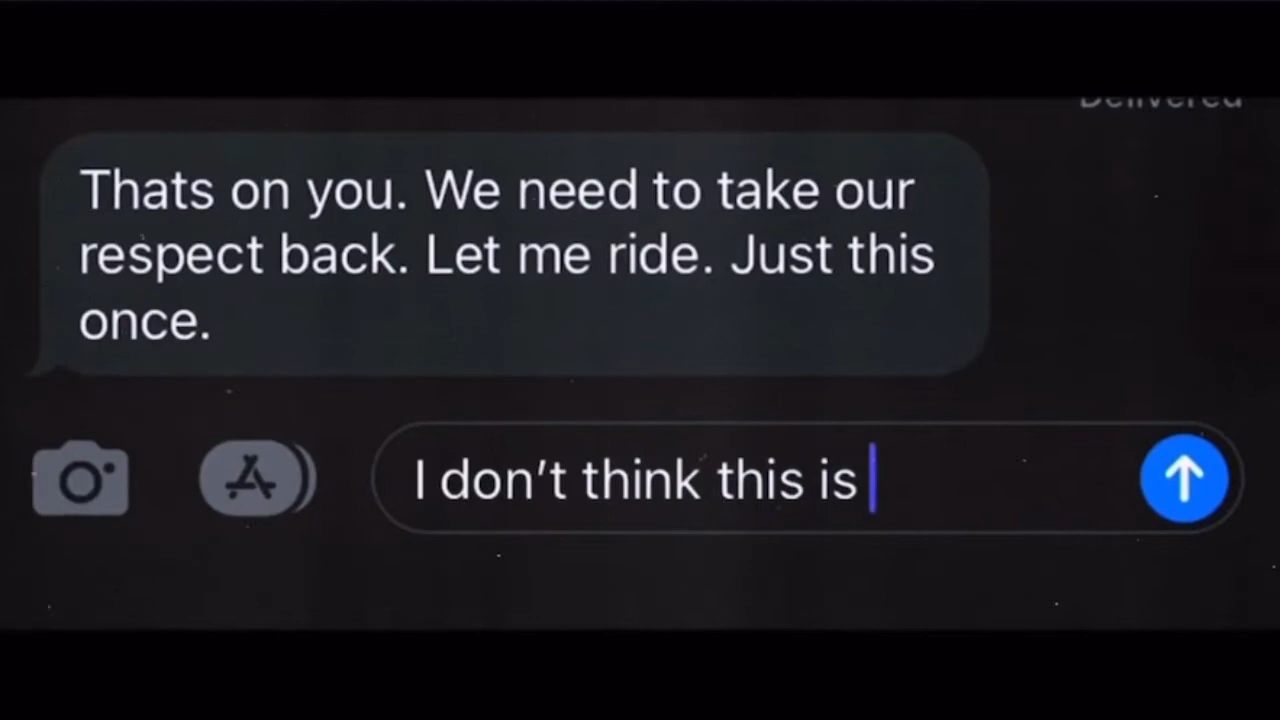 Delivered
Thats on you. We need to take our
respect back. Let me ride. Just this
once.
I don't think this is